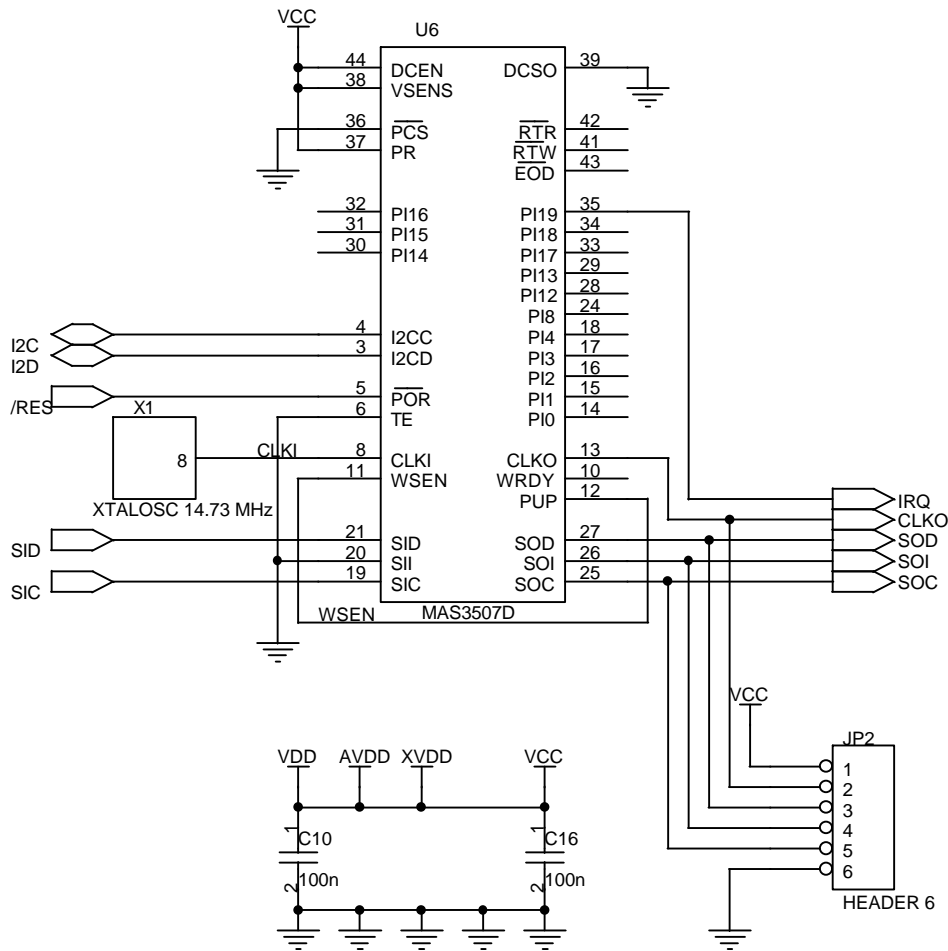 VCC
U6
44 DCEN DCSO 39
38 VSENS
36 PCS RTR 42
37 PR RTW 41
EOD 43
32 PI16 PI19 35
31 PI15 PI18 34
30 PI14 PI17 33
PI13 29
PI12 28
PI8 24
I2C 4 I2CC PI4 18
I2D 3 I2CD PI3 17
PI2 16
/RES 5 POR PI1 15
X1 6 TE PI0 14
8 CLKI 8 CLKI CLKO 13
11 WSEN WRDY 10
XTALOSC 14.73 MHz PUP 12 IRQ
CLKO
SID 21 SID SOD 27 SOD
20 SII SOI 26 SOI
SIC 19 SIC SOC 25 SOC
WSEN MAS3507D
VCC
JP2
VDD AVDD XVDD VCC
1
2
3
1 C10 1 C16 4
5
2 100n 2 100n 6
HEADER 6